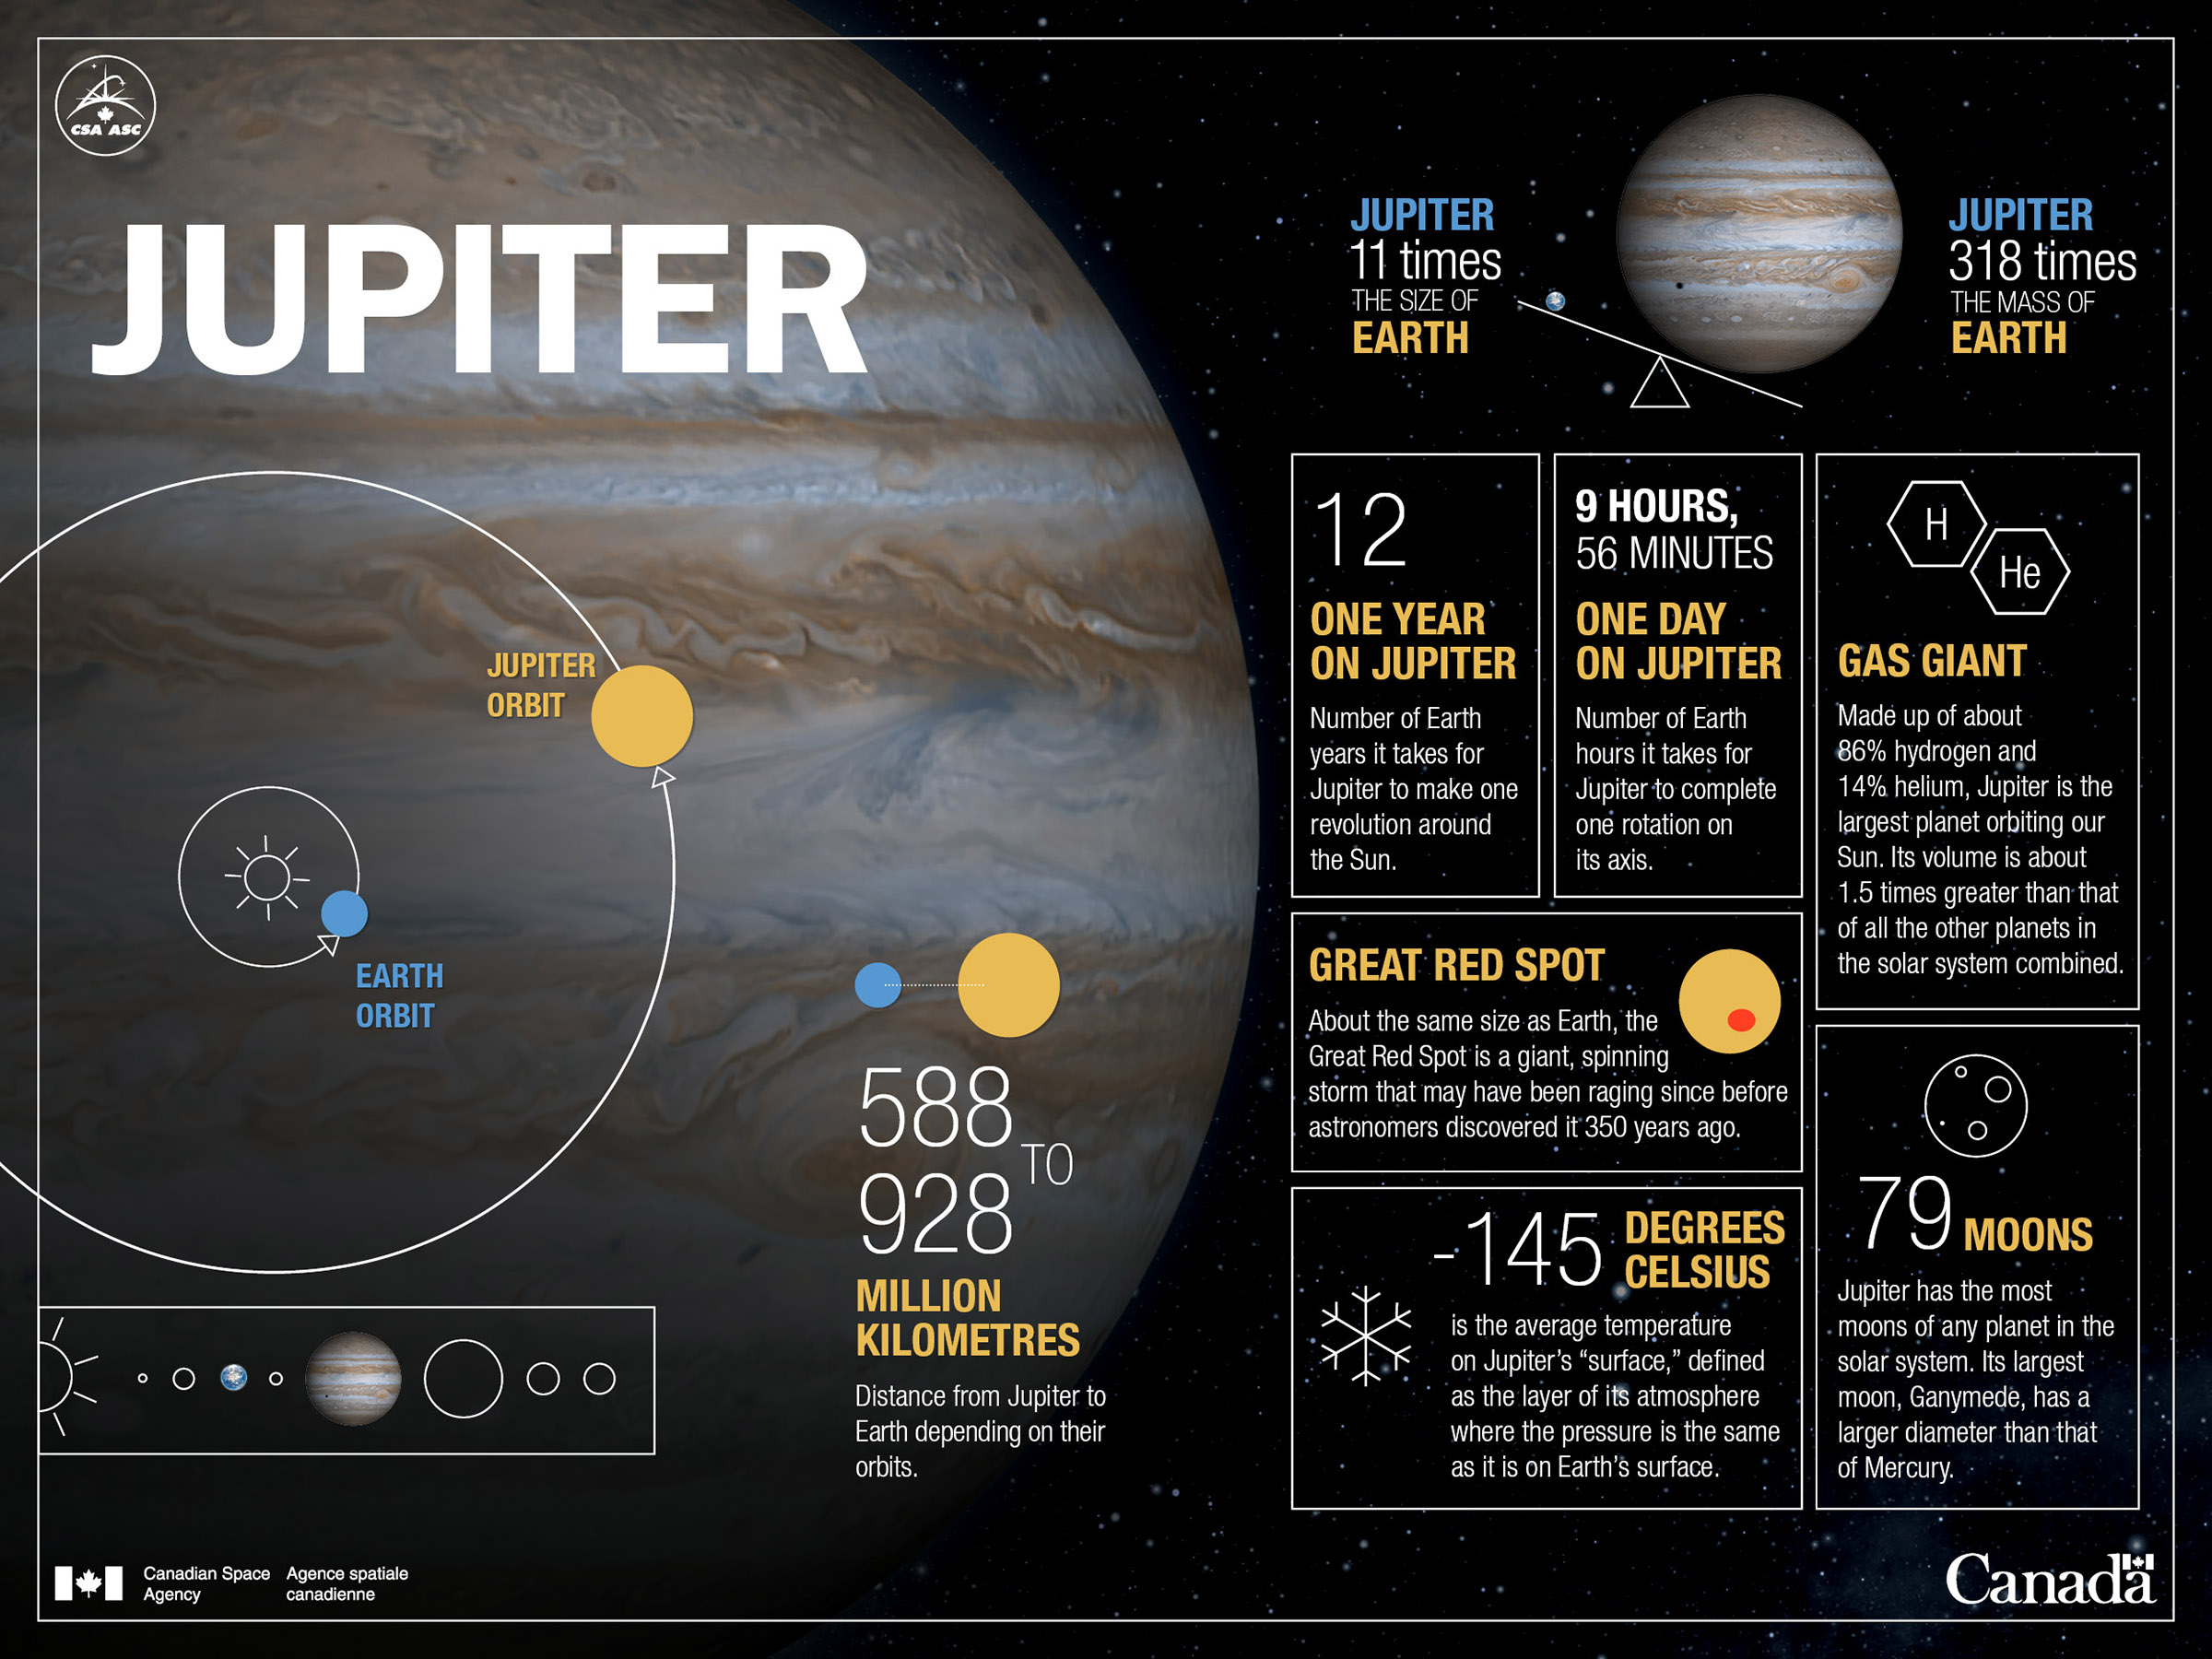 CSA ASC
JUPITER
JUPITER
ORBIT
EARTH
ORBIT
588
TO
928
MILLION
KILOMETRES
Distance from Jupiter to
Earth depending on their
orbits.
JUPITER
11 times
THE SIZE OF
EARTH
JUPITER
318 times
THE MASS OF
EARTH
12
ONE YEAR
ON JUPITER
Number of Earth
years it takes for
Jupiter to make one
revolution around
the Sun.
9 HOURS,
56 MINUTES
ONE DAY
ON JUPITER
Number of Earth
hours it takes for
Jupiter to complete
one rotation on
its axis.
H
He
GAS GIANT
Made up of about
86% hydrogen and
14% helium, Jupiter is the
largest planet orbiting our
Sun. Its volume is about
1.5 times greater than that
of all the other planets in
the solar system combined.
GREAT RED SPOT
About the same size as Earth, the
Great Red Spot is a giant, spinning
storm that may have been raging since before
astronomers discovered it 350 years ago.
-145 DEGREES
CELSIUS
is the average temperature
on Jupiter’s “surface,” defined
as the layer of its atmosphere
where the pressure is the same
as it is on Earth’s surface.
79 MOONS
Jupiter has the most
moons of any planet in the
solar system. Its largest
moon, Ganymede, has a
larger diameter than that
of Mercury.
Canadian Space
Agency
Agence spatiale
canadienne
Canada